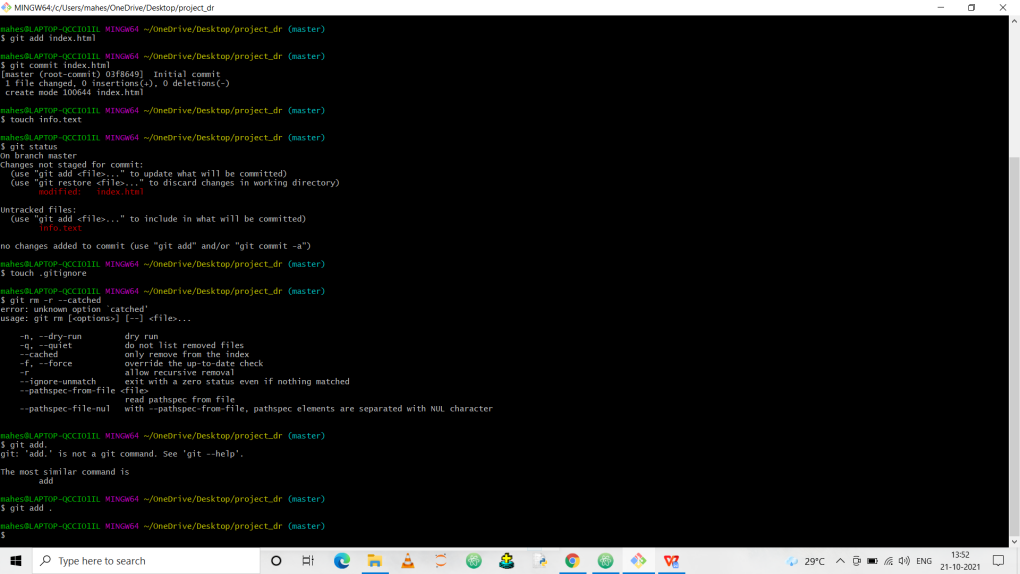 MINGW64:/c/Users/mahes/OneDrive/Desktop/project_dr
mahes@LAPTOP-QCCIO1IL MINGW64 ~/OneDrive/Desktop/project_dr (master)
$ git add index.html
mahes@LAPTOP-QCCIO1IL MINGW64 ~/OneDrive/Desktop/project_dr (master)
$ git commit index.html
[master (root-commit) 03f8649]  Initial commit
 1 file changed, 0 insertions(+), 0 deletions(-)
 create mode 100644 index.html
mahes@LAPTOP-QCCIO1IL MINGW64 ~/OneDrive/Desktop/project_dr (master)
$ touch info.text
mahes@LAPTOP-QCCIO1IL MINGW64 ~/OneDrive/Desktop/project_dr (master)
$ git status
On branch master
Changes not staged for commit:
  (use "git add <file>..." to update what will be committed)
  (use "git restore <file>..." to discard changes in working directory)
        modified:   index.html
Untracked files:
  (use "git add <file>..." to include in what will be committed)
        info.text
no changes added to commit (use "git add" and/or "git commit -a")
mahes@LAPTOP-QCCIO1IL MINGW64 ~/OneDrive/Desktop/project_dr (master)
$ touch .gitignore
mahes@LAPTOP-QCCIO1IL MINGW64 ~/OneDrive/Desktop/project_dr (master)
$ git rm -r --catched
error: unknown option `catched'
usage: git rm [<options>] [--] <file>...
    -n, --dry-run         dry run
    -q, --quiet           do not list removed files
    --cached              only remove from the index
    -f, --force           override the up-to-date check
    -r                    allow recursive removal
    --ignore-unmatch      exit with a zero status even if nothing matched
    --pathspec-from-file <file>
                          read pathspec from file
    --pathspec-file-nul   with --pathspec-from-file, pathspec elements are separated with NUL character
mahes@LAPTOP-QCCIO1IL MINGW64 ~/OneDrive/Desktop/project_dr (master)
$ git add.
git: 'add.' is not a git command. See 'git --help'.
The most similar command is
        add
mahes@LAPTOP-QCCIO1IL MINGW64 ~/OneDrive/Desktop/project_dr (master)
$ git add .
mahes@LAPTOP-QCCIO1IL MINGW64 ~/OneDrive/Desktop/project_dr (master)
$
Type here to search
29°C
ENG
13:52
21-10-2021